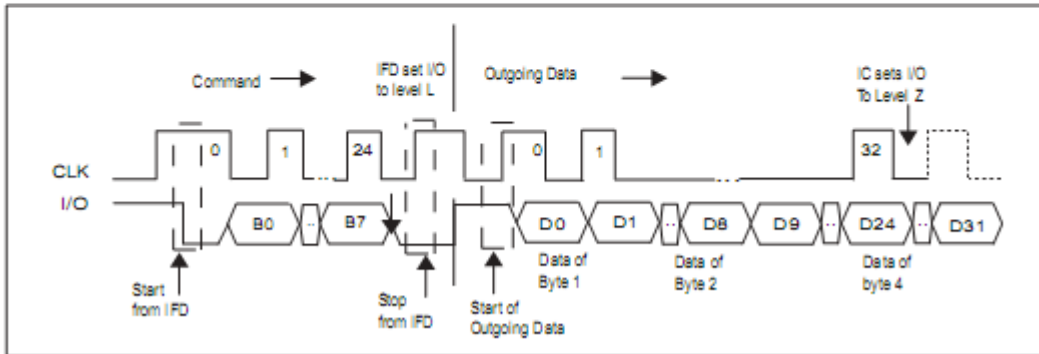 Command
IFD set I/O
to level L
Outgoing Data
IC sets I/O
To Level Z
CLK
0
1
24
0
1
32
I/O
B0
..
B7
D0
D1
..
D8
D9
..
D24
..
D31
Start
from IFD
Stop
from IFD
Start of
Outgoing Data
Data of
Byte 1
Data of
Byte 2
Data of
byte 4